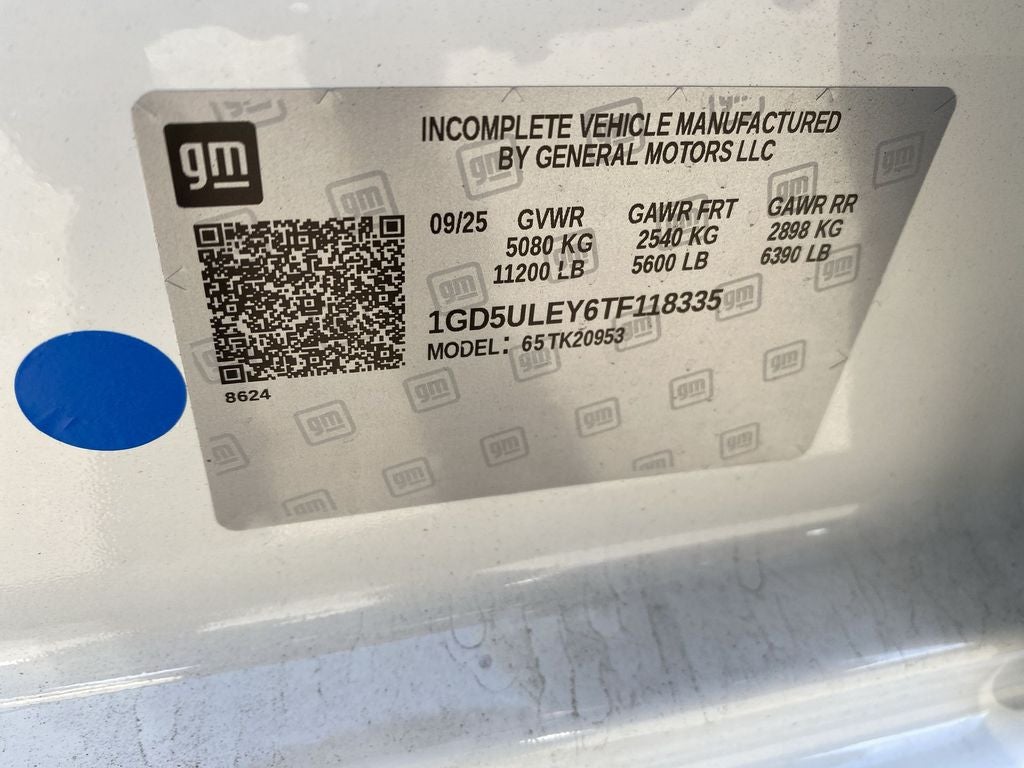 gm
INCOMPLETE VEHICLE MANUFACTURED
BY GENERAL MOTORS LLC
09/25 GVWR GAWR FRT GAWR RR
5080 KG 2540 KG 2898 KG
11200 LB 5600 LB 6390 LB
1GD5ULEY6TF118335
MODEL: 65TK20953
8624